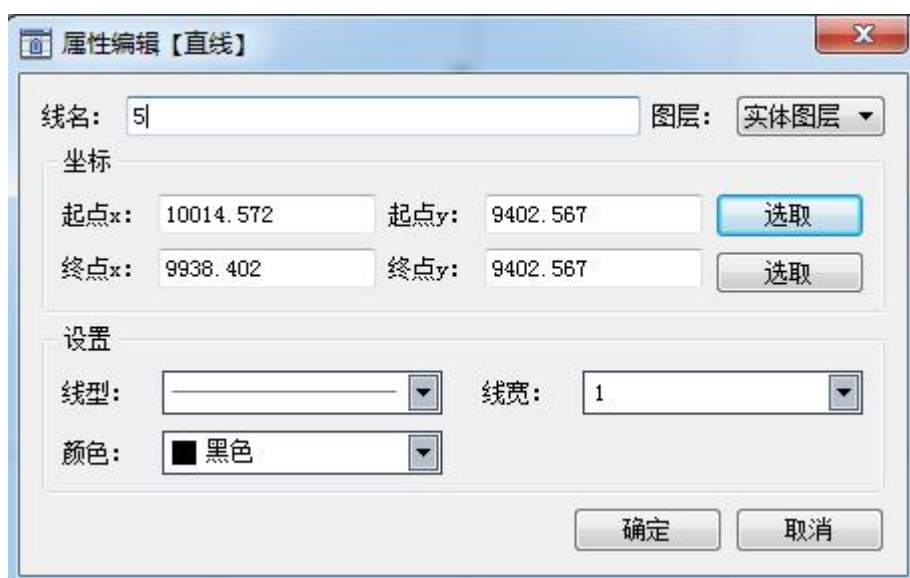 属性编辑【直线】
线名: 5 图层: 实体图层
坐标
起点x: 10014.572 起点y: 9402.567 选取
终点x: 9938.402 终点y: 9402.567 选取
设置
线型: 线宽: 1
颜色: 黑色
确定 取消